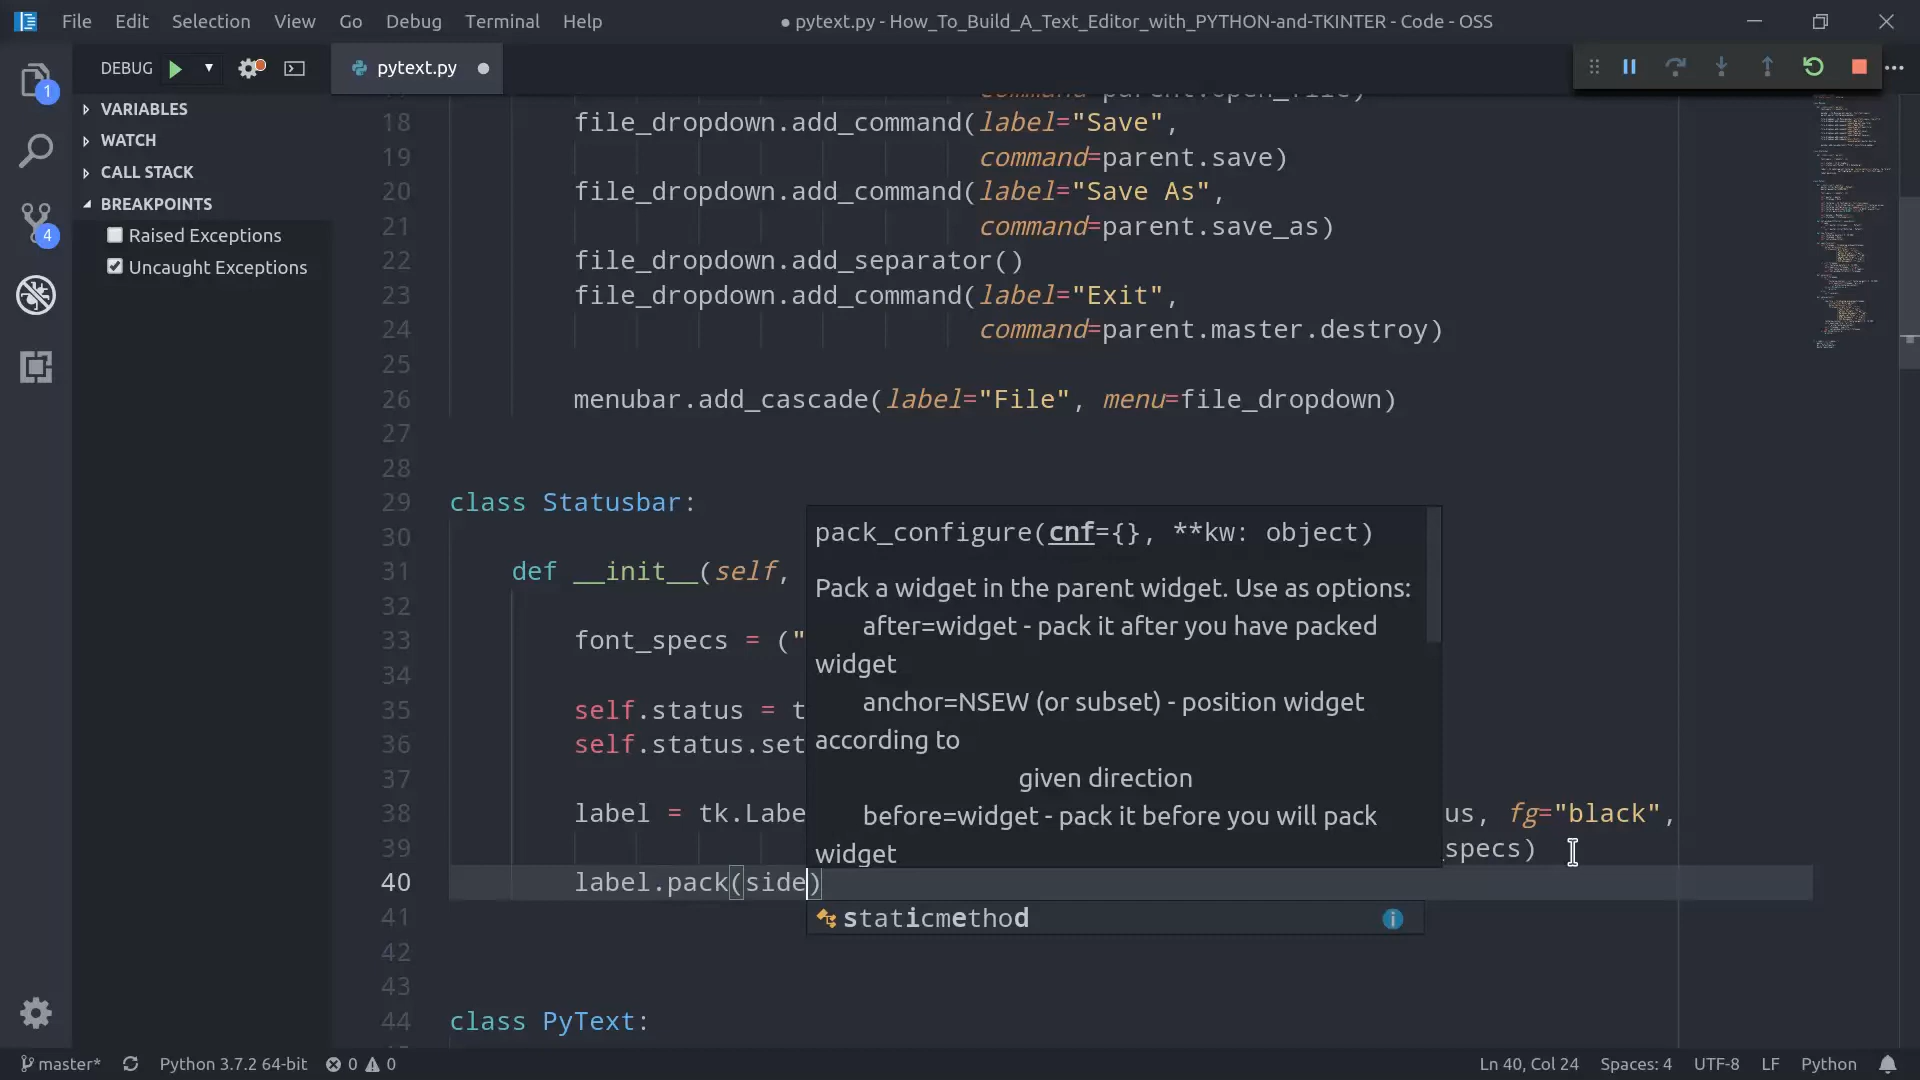 File Edit Selection View Go Debug Terminal Help
● pytext.py - How_To_Build_A_Text_Editor_with_PYTHON-and-TKINTER - Code - OSS
DEBUG
pytext.py
1
4
VARIABLES
WATCH
CALL STACK
BREAKPOINTS
Raised Exceptions
Uncaught Exceptions
command=parent.open_file)
18 file_dropdown.add_command(label="Save",
19 command=parent.save)
20 file_dropdown.add_command(label="Save As",
21 command=parent.save_as)
22 file_dropdown.add_separator()
23 file_dropdown.add_command(label="Exit",
24 command=parent.master.destroy)
25
26 menubar.add_cascade(label="File", menu=file_dropdown)
27
28
29 class Statusbar:
30
31 def __init__(self,
32
33 font_specs = ("
34
35 self.status = t
36 self.status.set
37
38 label = tk.Labe us, fg="black",
39 specs)
40 label.pack(side)
41
42
43
44 class PyText:
pack_configure(cnf={}, **kw: object)
Pack a widget in the parent widget. Use as options:
after=widget - pack it after you have packed
widget
anchor=NSEW (or subset) - position widget
according to
given direction
before=widget - pack it before you will pack
widget
staticmethod
master* Python 3.7.2 64-bit 0 0 Ln 40, Col 24 Spaces: 4 UTF-8 LF Python